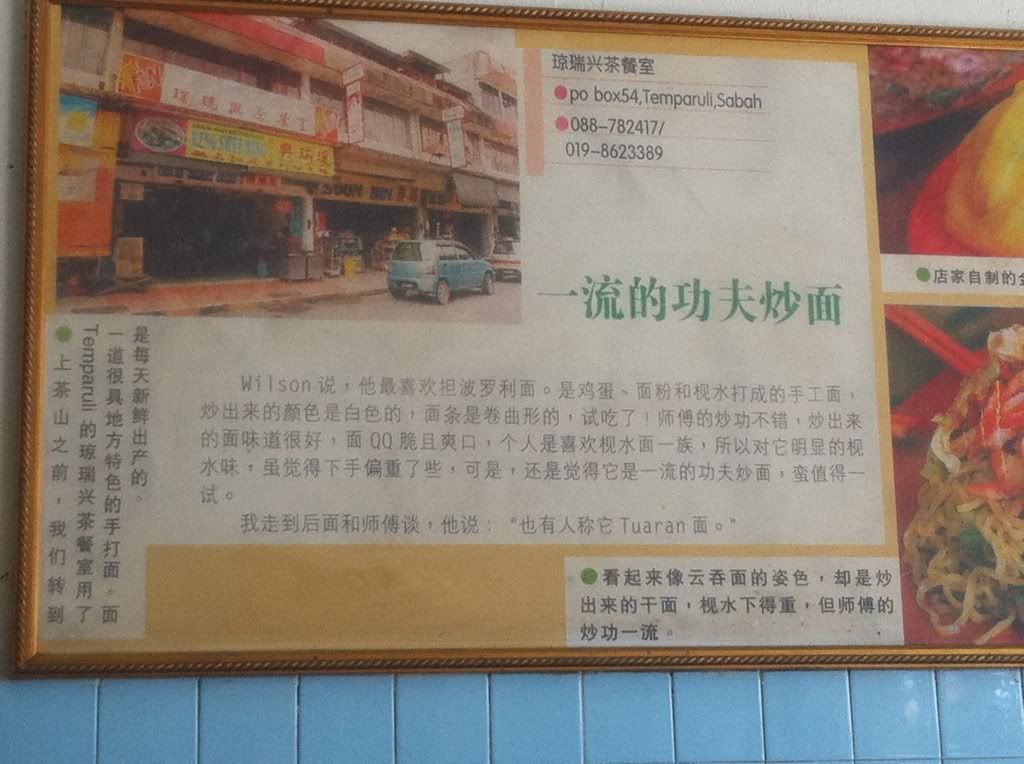 瓊瑞興茶餐室
興瑞瓊
SOON HIN
琼瑞兴茶餐室
po box54,Temparuli,Sabah
088-782417/
019-8623389
一流的功夫炒面
上茶山之前，我们转到
Temparuli的琼瑞兴茶餐室用了
一道很具地方特色的手打面。面
是每天新鲜出产的。
Wilson说，他最喜欢担波罗利面。是鸡蛋、面粉和枧水打成的手工面，
炒出来的颜色是白色的，面条是卷曲形的，试吃了！师傅的炒功不错，炒出来
的面味道很好，面QQ脆且爽口，个人是喜欢枧水面一族，所以对它明显的枧
水味，虽觉得下手偏重了些，可是，还是觉得它是一流的功夫炒面，蛮值得一
试。
我走到后面和师傅谈，他说："也有人称它Tuaran面。"
店家自制的
看起来像云吞面的姿色，却是炒
出来的干面，枧水下得重，但师傅的
炒功一流。